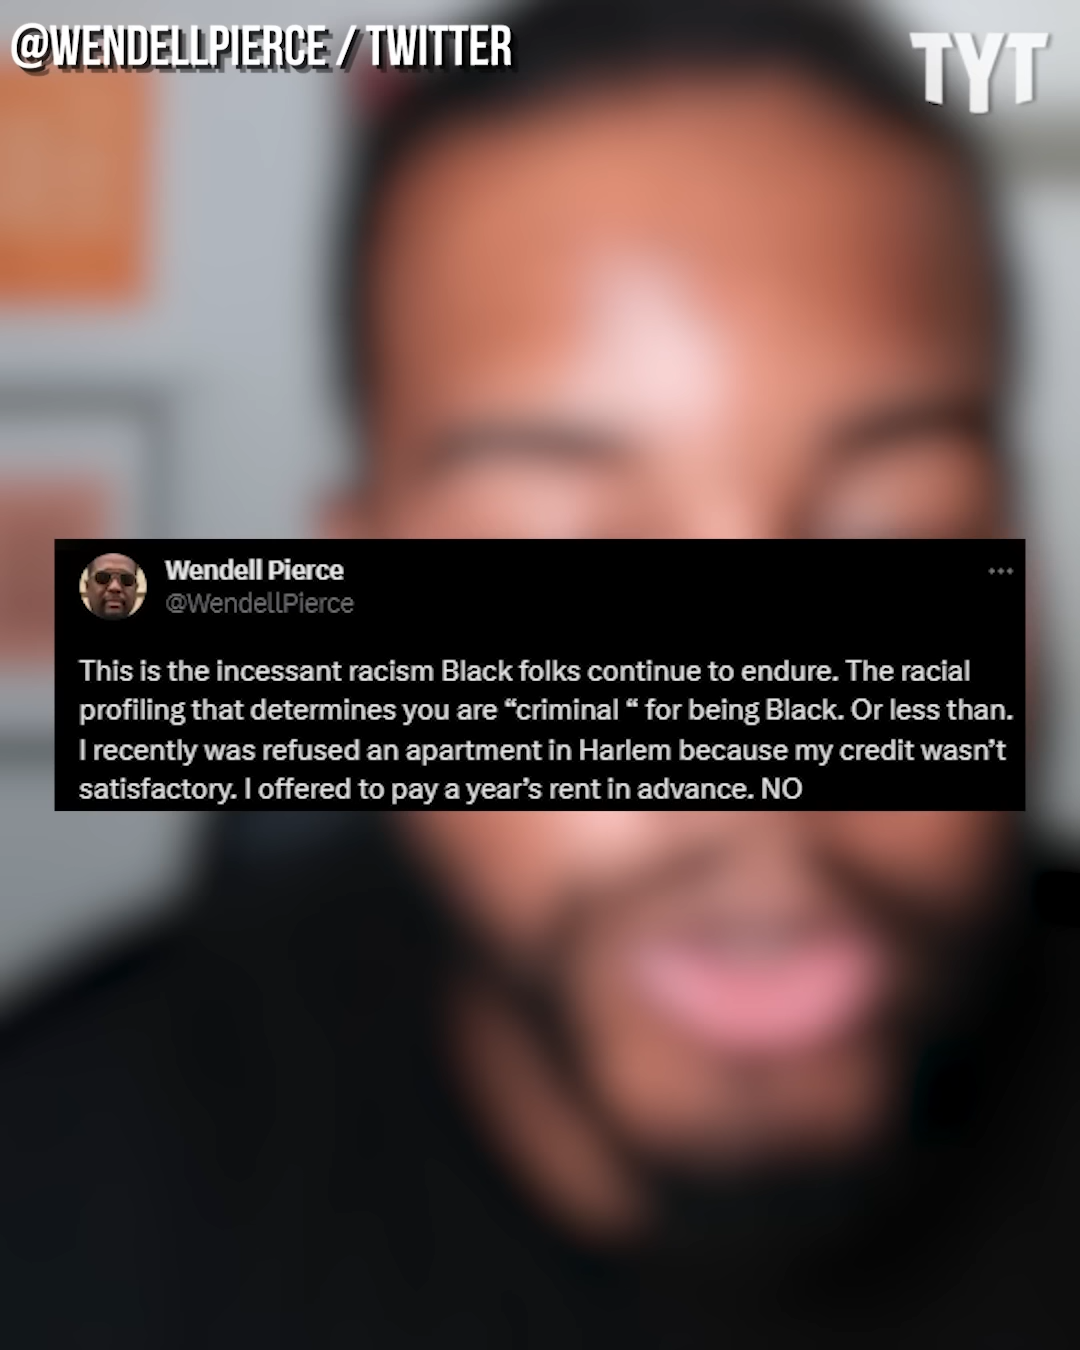 @WENDELLPIERCE / TWITTER
TYT
Wendell Pierce
@WendellPierce
This is the incessant racism Black folks continue to endure. The racial
profiling that determines you are “criminal “ for being Black. Or less than.
I recently was refused an apartment in Harlem because my credit wasn’t
satisfactory. I offered to pay a year’s rent in advance. NO